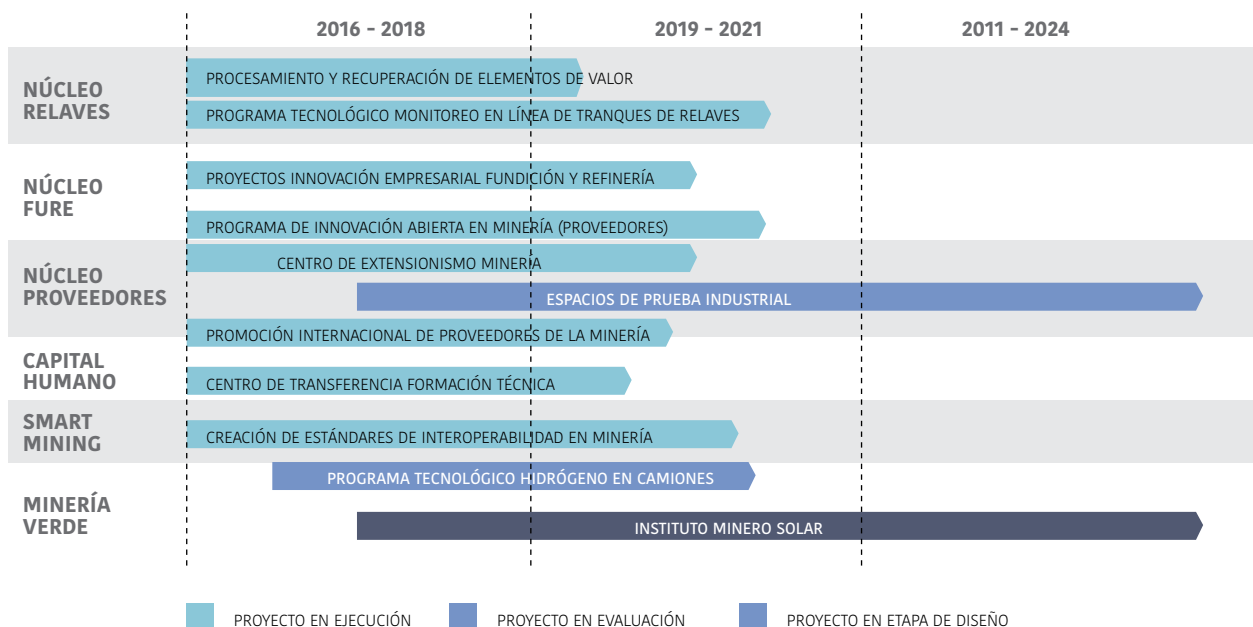 2016 - 2018
2019 - 2021
2011 - 2024
NÚCLEO
RELAVES
PROCESAMIENTO Y RECUPERACIÓN DE ELEMENTOS DE VALOR
PROGRAMA TECNOLÓGICO MONITOREO EN LÍNEA DE TRANQUES DE RELAVES
NÚCLEO
FURE
PROYECTOS INNOVACIÓN EMPRESARIAL FUNDICIÓN Y REFINERÍA
PROGRAMA DE INNOVACIÓN ABIERTA EN MINERÍA (PROVEEDORES)
NÚCLEO
PROVEEDORES
CENTRO DE EXTENSIONISMO MINERÍA
ESPACIOS DE PRUEBA INDUSTRIAL
PROMOCIÓN INTERNACIONAL DE PROVEEDORES DE LA MINERÍA
CAPITAL
HUMANO
CENTRO DE TRANSFERENCIA FORMACIÓN TÉCNICA
SMART
MINING
CREACIÓN DE ESTÁNDARES DE INTEROPERABILIDAD EN MINERÍA
PROGRAMA TECNOLÓGICO HIDRÓGENO EN CAMIONES
MINERÍA
VERDE
INSTITUTO MINERO SOLAR
PROYECTO EN EJECUCIÓN
PROYECTO EN EVALUACIÓN
PROYECTO EN ETAPA DE DISEÑO